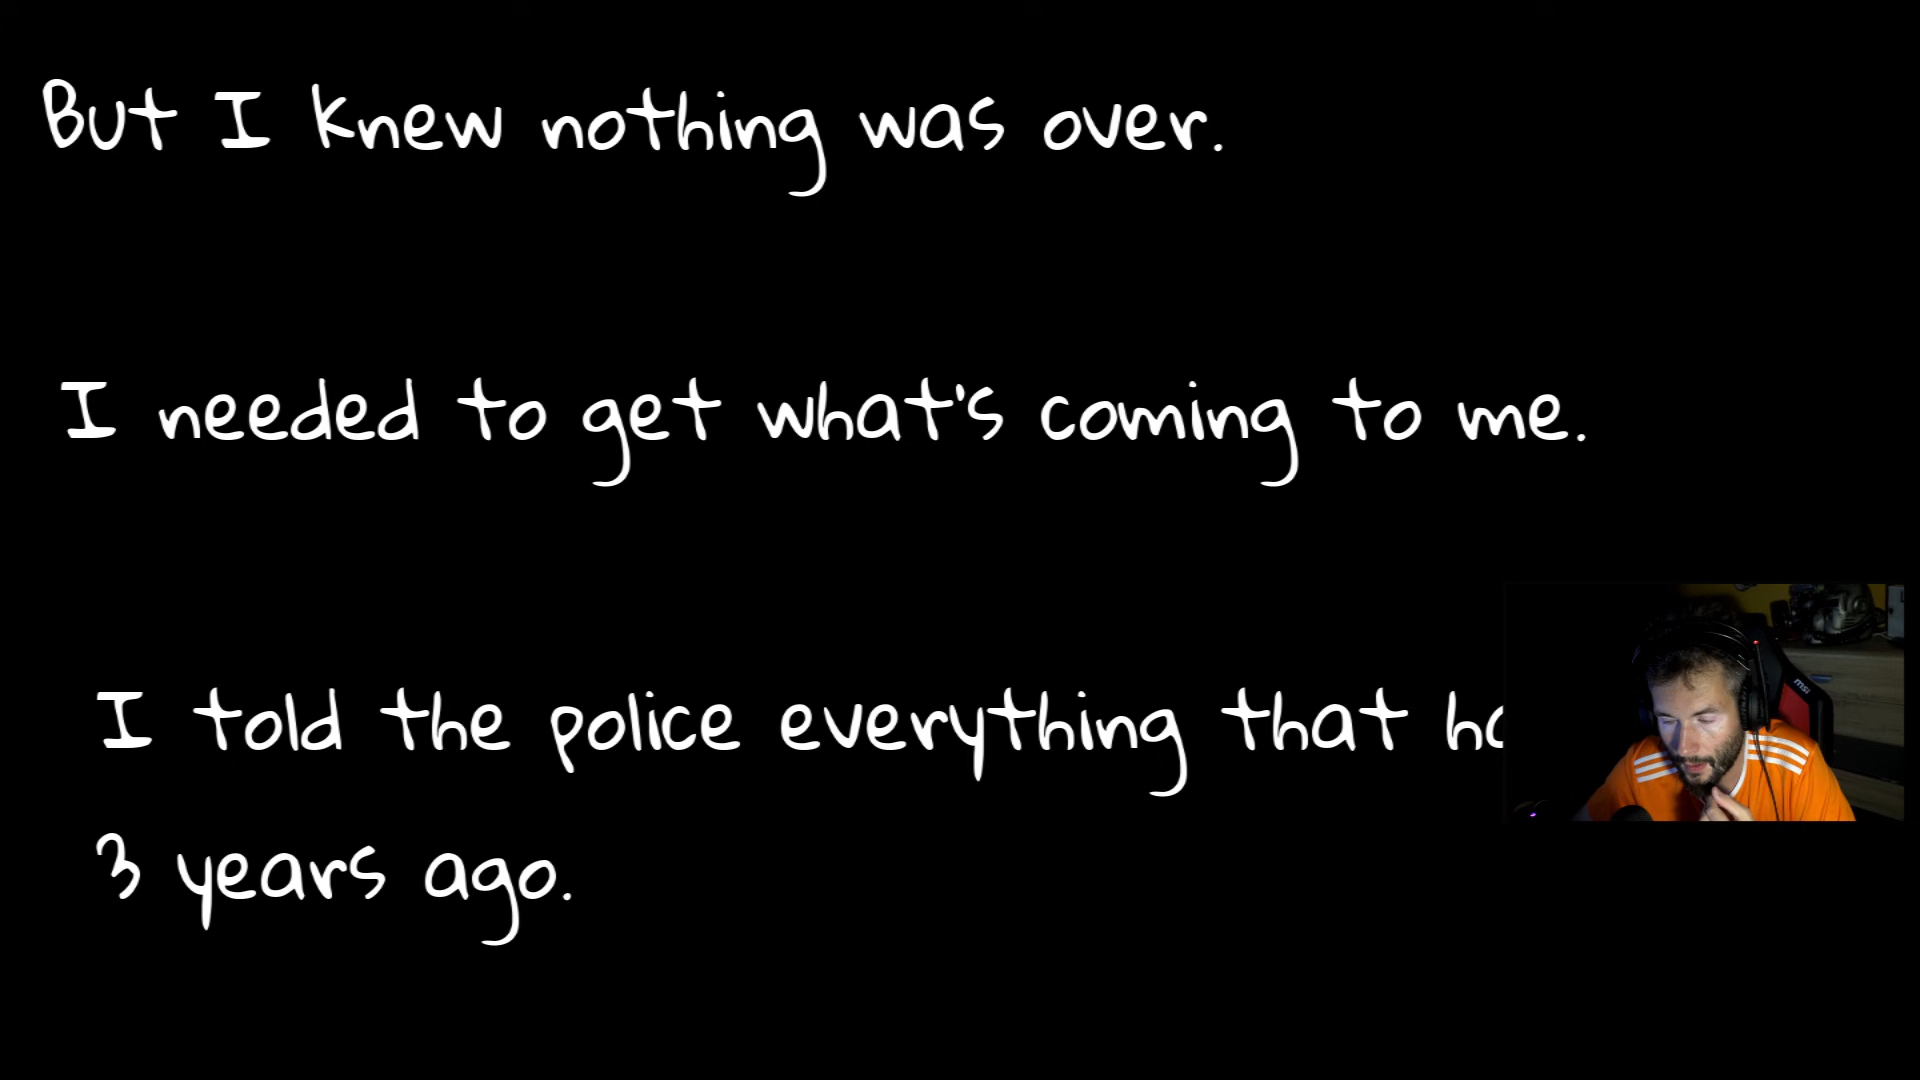 But I knew nothing was over.
I needed to get what's coming to me.
I told the police everything that
3 years ago.
msi